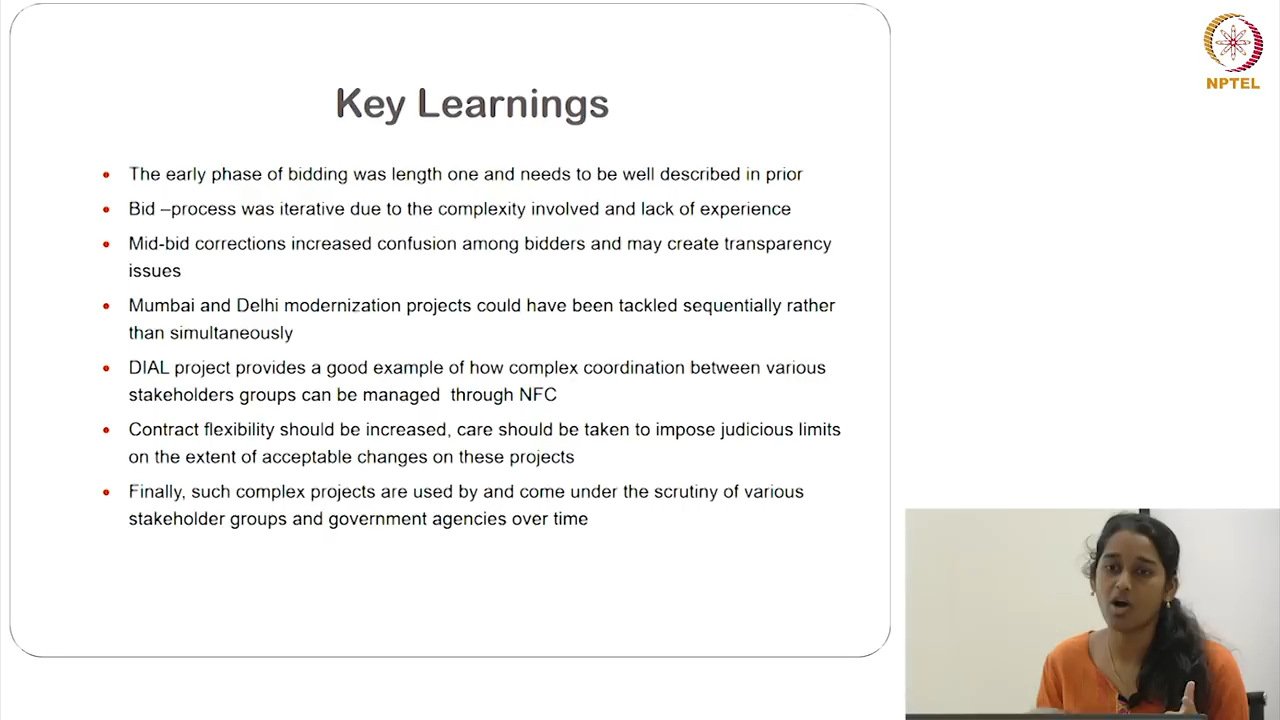 NPTEL
Key Learnings
The early phase of bidding was length one and needs to be well described in prior
Bid –process was iterative due to the complexity involved and lack of experience
Mid-bid corrections increased confusion among bidders and may create transparency
issues
Mumbai and Delhi modernization projects could have been tackled sequentially rather
than simultaneously
DIAL project provides a good example of how complex coordination between various
stakeholders groups can be managed through NFC
Contract flexibility should be increased, care should be taken to impose judicious limits
on the extent of acceptable changes on these projects
Finally, such complex projects are used by and come under the scrutiny of various
stakeholder groups and government agencies over time